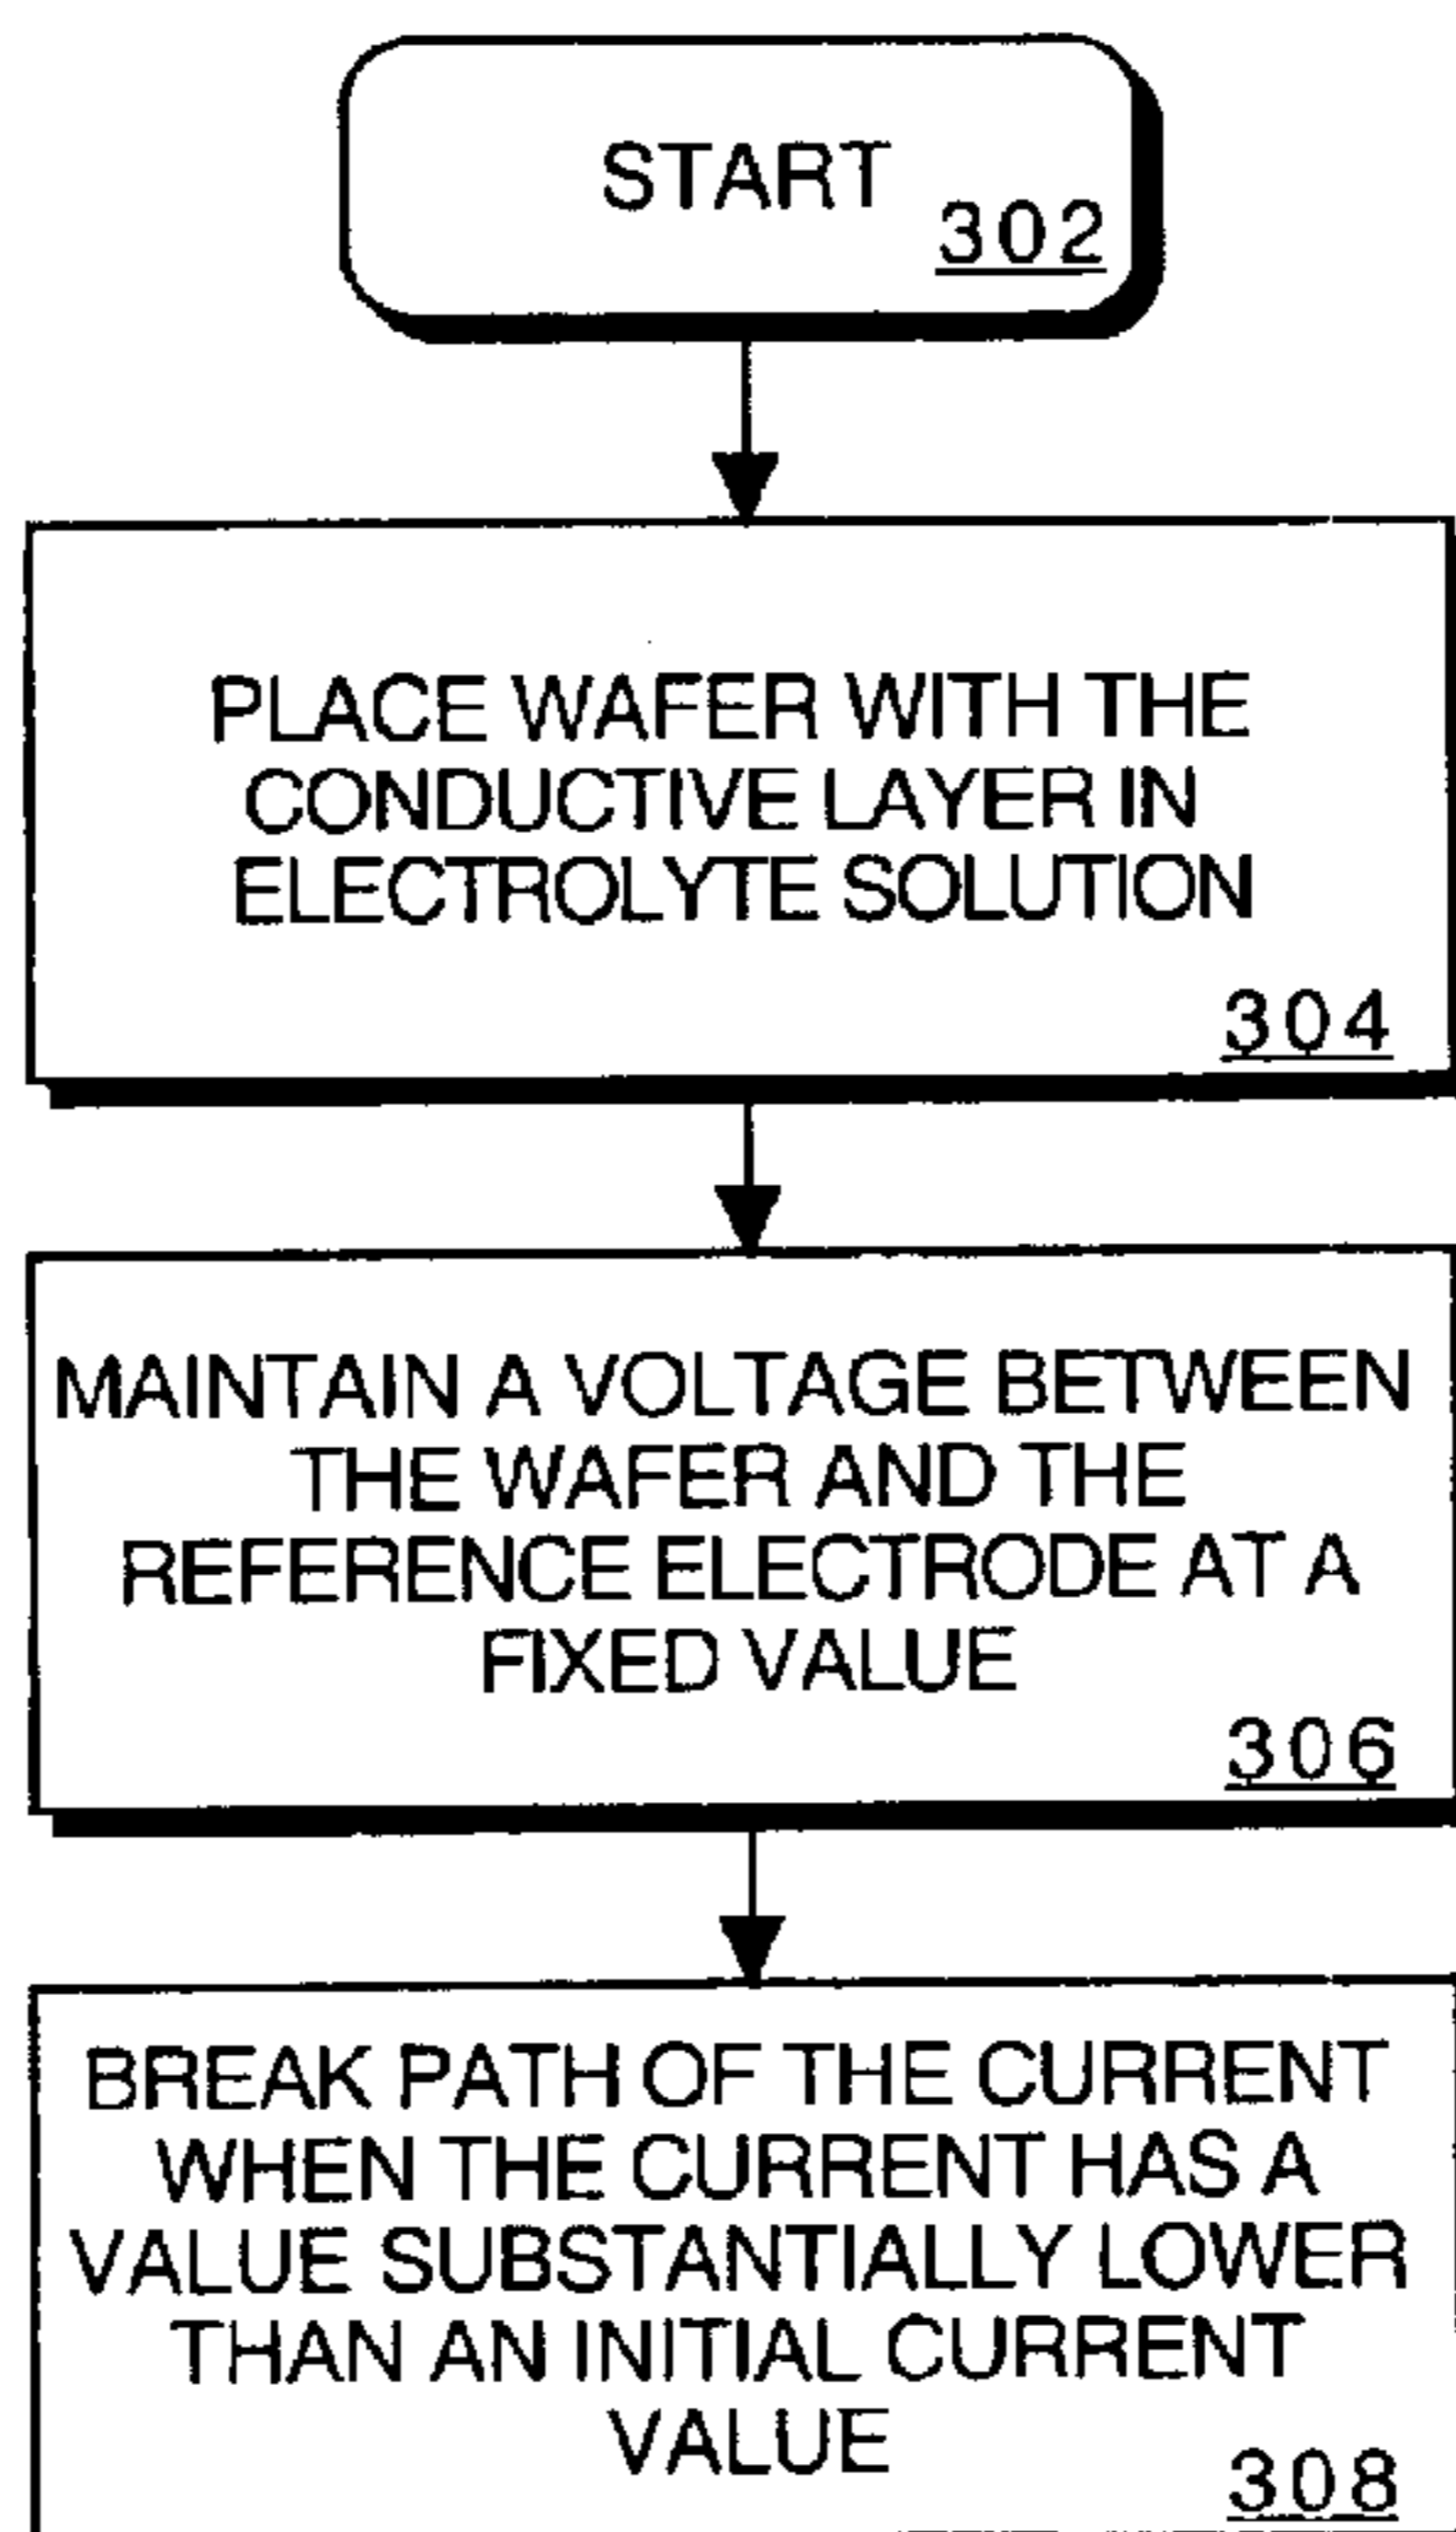 START
302
PLACE WAFER WITH THE
CONDUCTIVE LAYER IN
ELECTROLYTE SOLUTION
304
MAINTAIN A VOLTAGE BETWEEN
THE WAFER AND THE
REFERENCE ELECTRODE AT A
FIXED VALUE
306
BREAK PATH OF THE CURRENT
WHEN THE CURRENT HAS A
VALUE SUBSTANTIALLY LOWER
THAN AN INITIAL CURRENT
VALUE
308